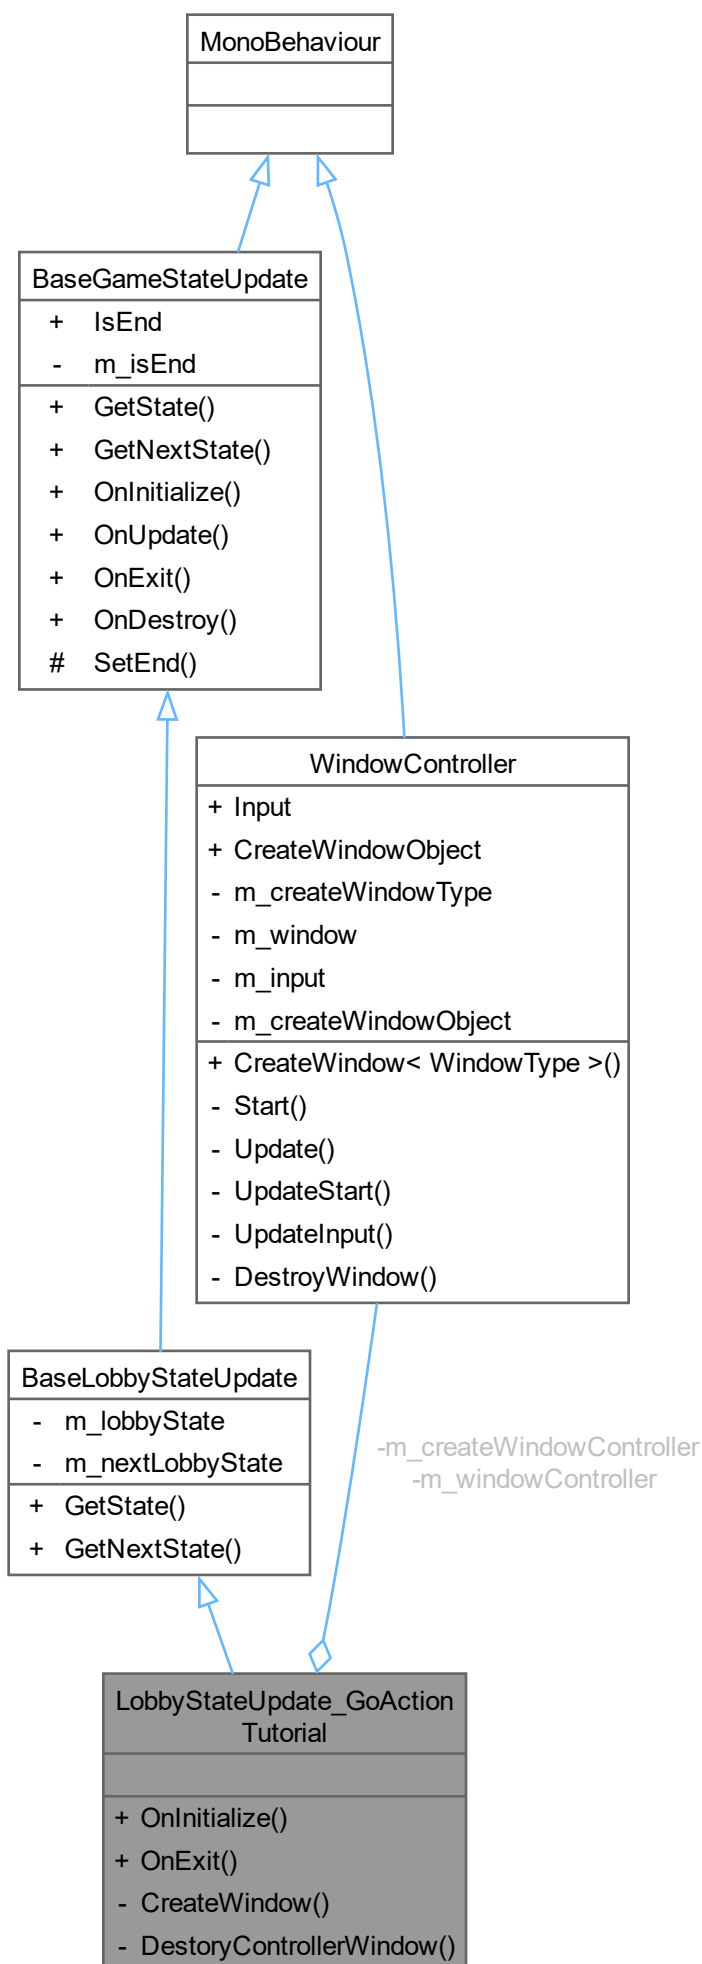 MonoBehaviour
BaseGameStateUpdate
+ IsEnd
- m_isEnd
+ GetState()
+ GetNextState()
+ OnInitialize()
+ OnUpdate()
+ OnExit()
+ OnDestroy()
# SetEnd()
WindowController
+ Input
+ CreateWindowObject
- m_createWindowType
- m_window
- m_input
- m_createWindowObject
+ CreateWindow< WindowType >()
- Start()
- Update()
- UpdateStart()
- UpdateInput()
- DestroyWindow()
BaseLobbyStateUpdate
- m_lobbyState
- m_nextLobbyState
+ GetState()
+ GetNextState()
-m_createWindowController
-m_windowController
LobbyStateUpdate_GoAction
Tutorial
+ OnInitialize()
+ OnExit()
- CreateWindow()
- DestoryControllerWindow()